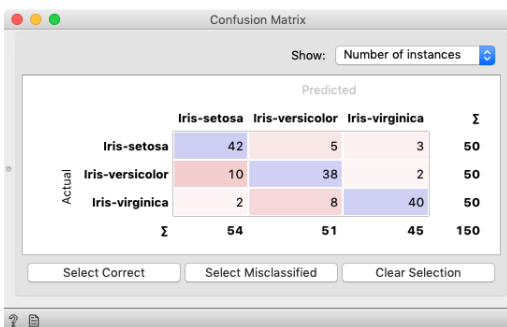 Confusion Matrix
Show: Number of instances
Predicted
Iris-setosa Iris-versicolor Iris-virginica Σ
Iris-setosa 42 5 3 50
Actual
Iris-versicolor 10 38 2 50
Iris-virginica 2 8 40 50
Σ 54 51 45 150
Select Correct Select Misclassified Clear Selection
?